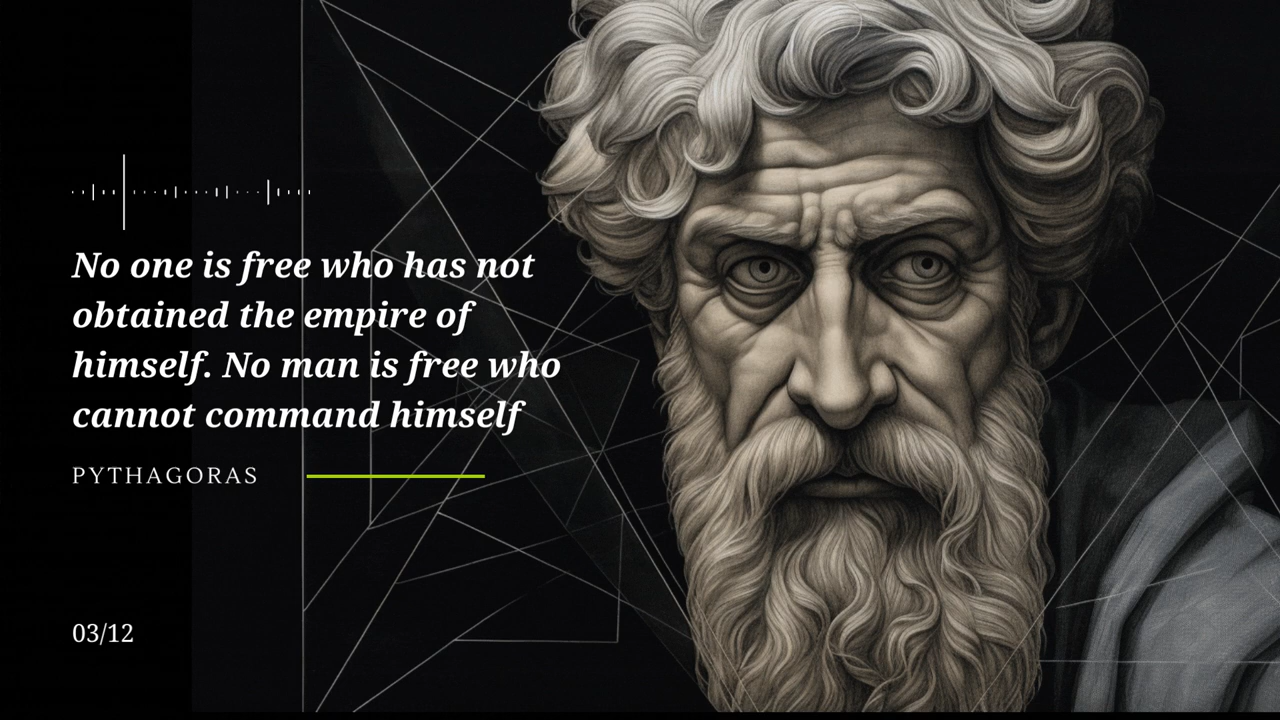 No one is free who has not
obtained the empire of
himself. No man is free who
cannot command himself
PYTHAGORAS
03/12